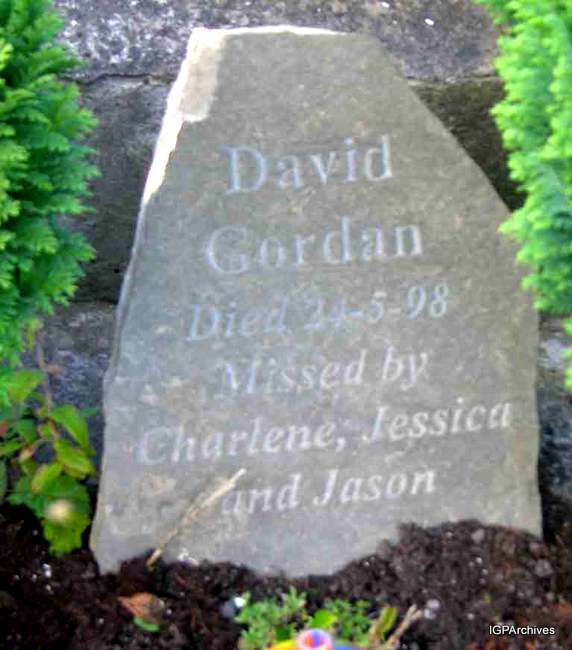 David
Gordan
Died 24-5-98
Missed by
Charlene, Jessica
and Jason
IGPArchives